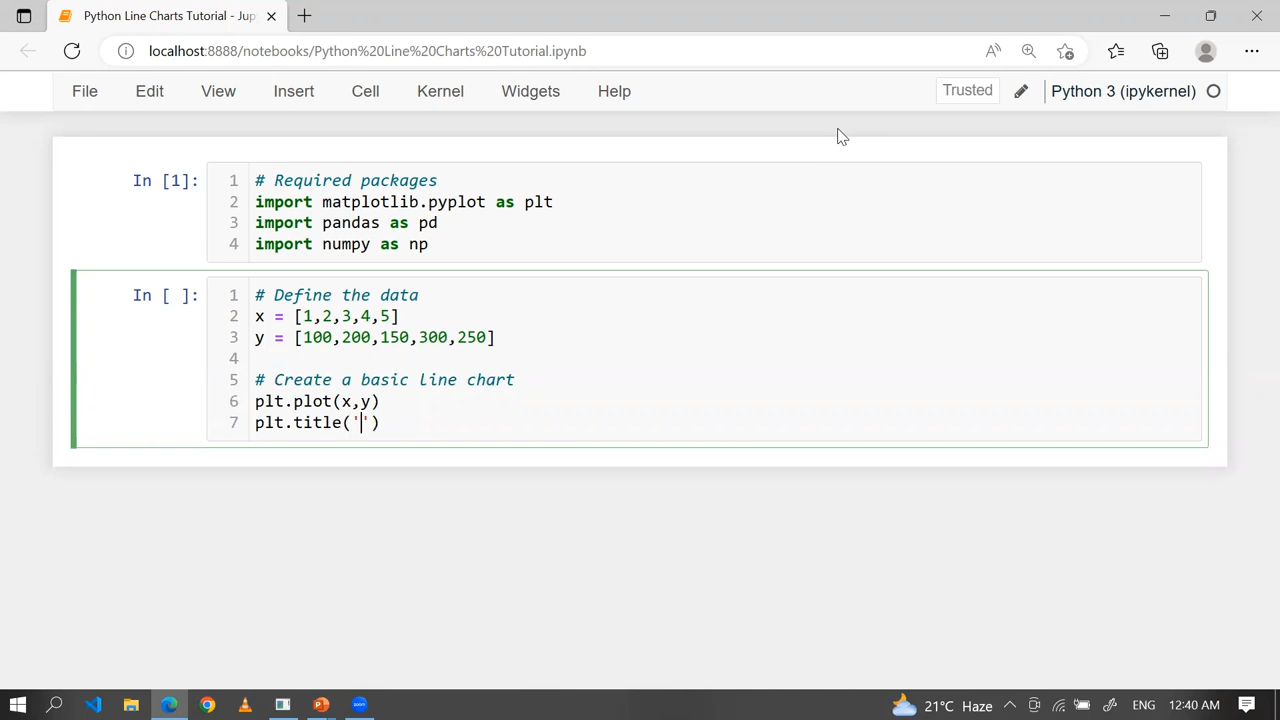 Python Line Charts Tutorial - Jup
localhost:8888/notebooks/Python%20Line%20Charts%20Tutorial.ipynb
File Edit View Insert Cell Kernel Widgets Help Trusted Python 3 (ipykernel)
In [1]:
1 # Required packages
2 import matplotlib.pyplot as plt
3 import pandas as pd
4 import numpy as np
In [ ]:
1 # Define the data
2 x = [1,2,3,4,5]
3 y = [100,200,150,300,250]
4
5 # Create a basic line chart
6 plt.plot(x,y)
7 plt.title('')
21°C Haze ENG 12:40 AM